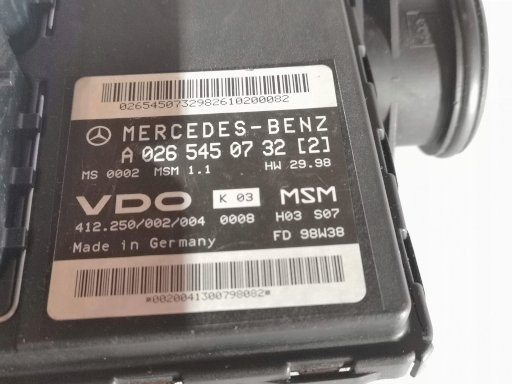 0265450732982610200082
MERCEDES-BENZ
A 026 545 07 32 [2]
MS 0002 MSM 1.1 HW 29.98
VDO K 03 MSM
412.250/002/004 0008 H03 S07
Made in Germany FD 98W38
*0020041300798082*